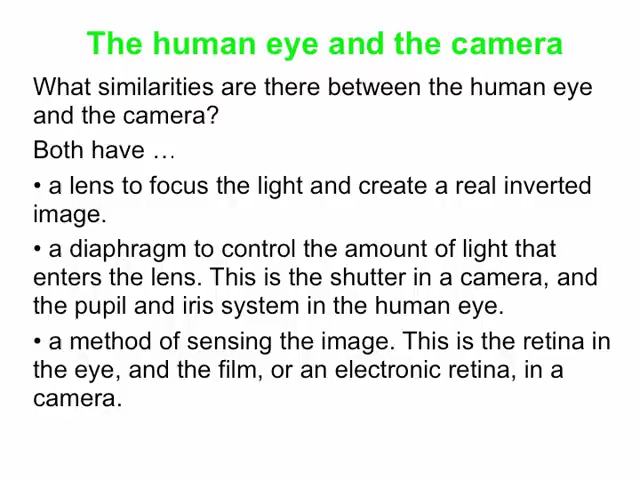 The human eye and the camera
What similarities are there between the human eye
and the camera?
Both have …
• a lens to focus the light and create a real inverted
image.
• a diaphragm to control the amount of light that
enters the lens. This is the shutter in a camera, and
the pupil and iris system in the human eye.
• a method of sensing the image. This is the retina in
the eye, and the film, or an electronic retina, in a
camera.